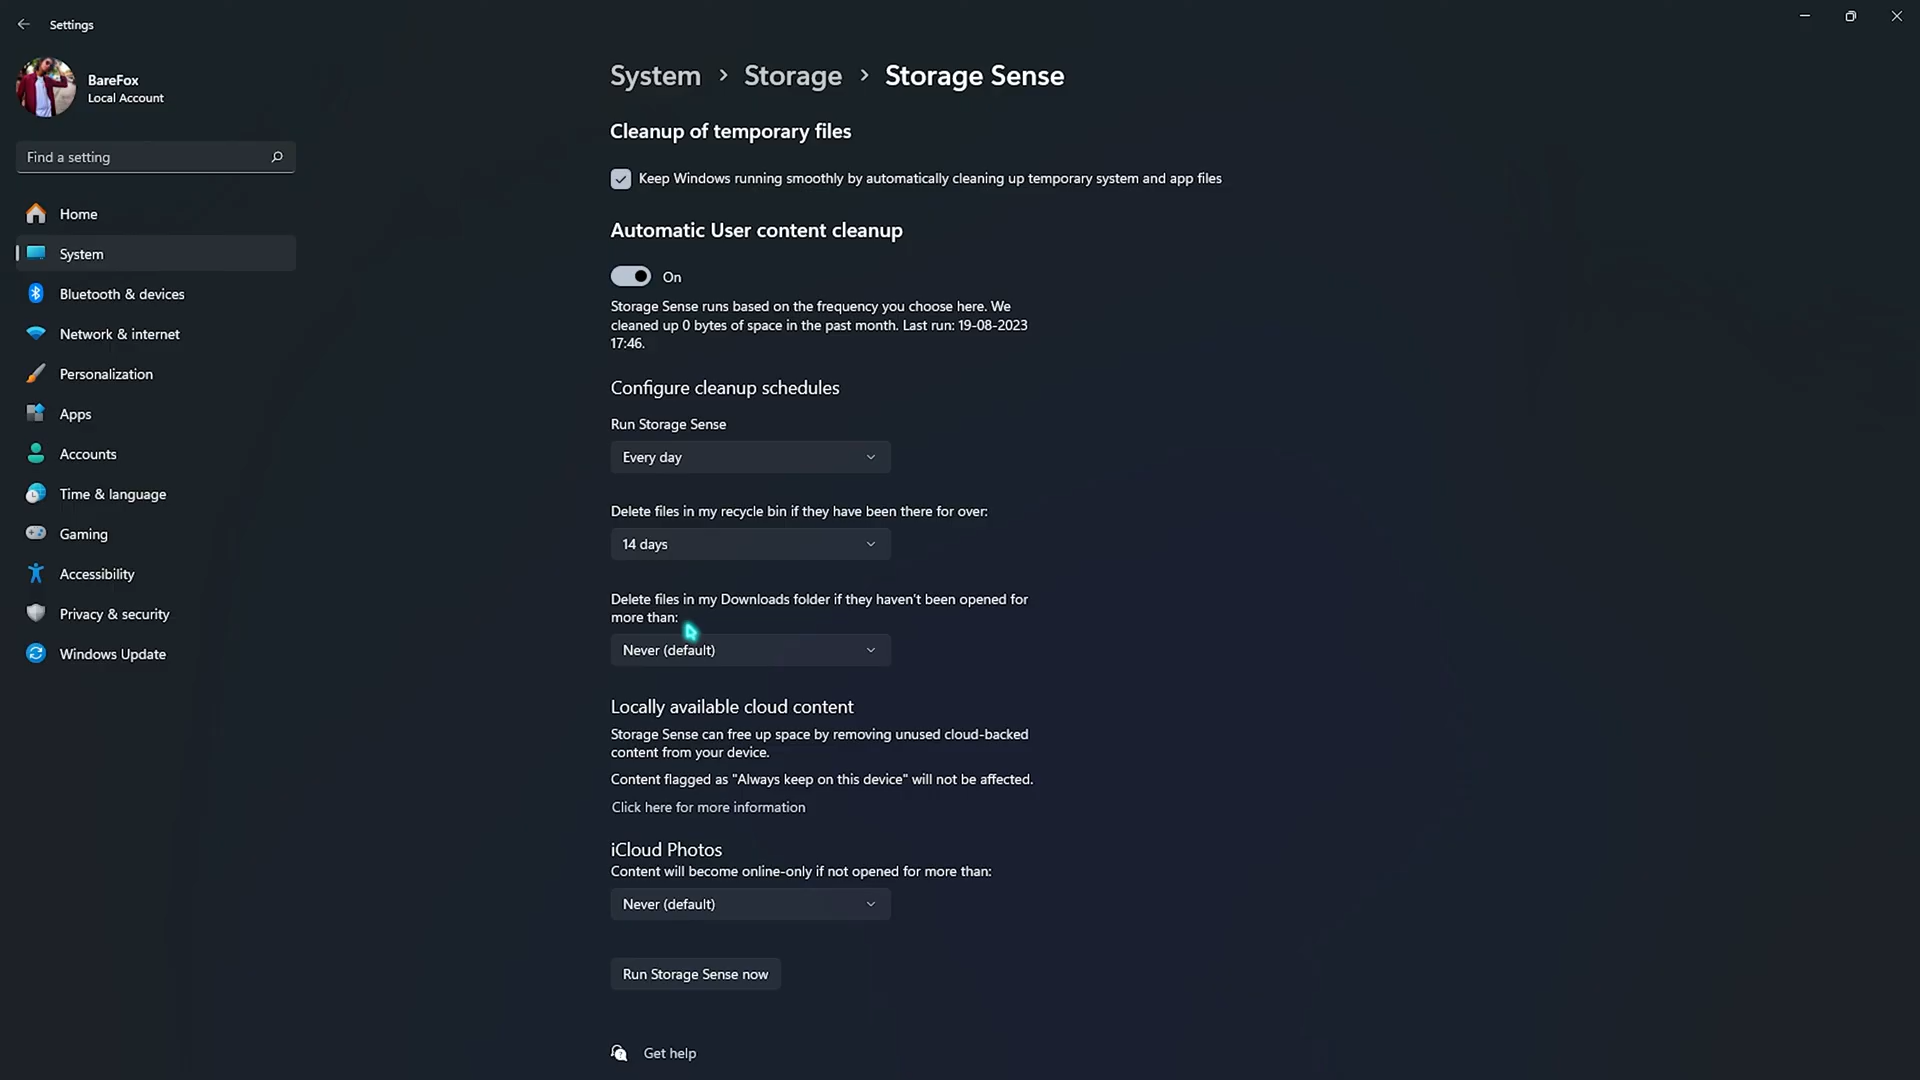 Settings
BareFox
Local Account
Find a setting
Home
System
Bluetooth & devices
Network & internet
Personalization
Apps
Accounts
Time & language
Gaming
Accessibility
Privacy & security
Windows Update
System > Storage > Storage Sense
Cleanup of temporary files
Keep Windows running smoothly by automatically cleaning up temporary system and app files
Automatic User content cleanup
On
Storage Sense runs based on the frequency you choose here. We
cleaned up 0 bytes of space in the past month. Last run: 19-08-2023
17:46.
Configure cleanup schedules
Run Storage Sense
Every day
Delete files in my recycle bin if they have been there for over:
14 days
Delete files in my Downloads folder if they haven't been opened for
more than:
Never (default)
Locally available cloud content
Storage Sense can free up space by removing unused cloud-backed
content from your device.
Content flagged as "Always keep on this device" will not be affected.
Click here for more information
iCloud Photos
Content will become online-only if not opened for more than:
Never (default)
Run Storage Sense now
Get help